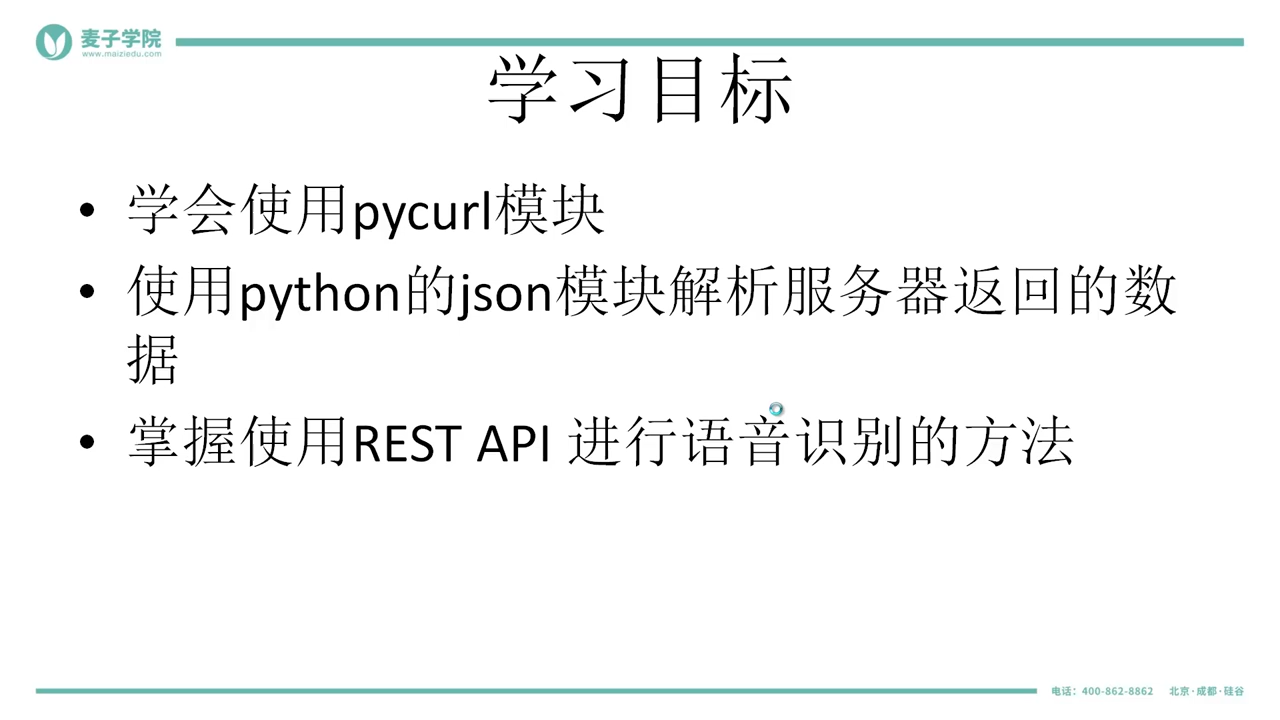 麦子学院
www.maiziedu.com
学习目标
• 学会使用pycurl模块
• 使用python的json模块解析服务器返回的数
据
• 掌握使用REST API 进行语音识别的方法
电话：400-862-8862 北京·成都·硅谷